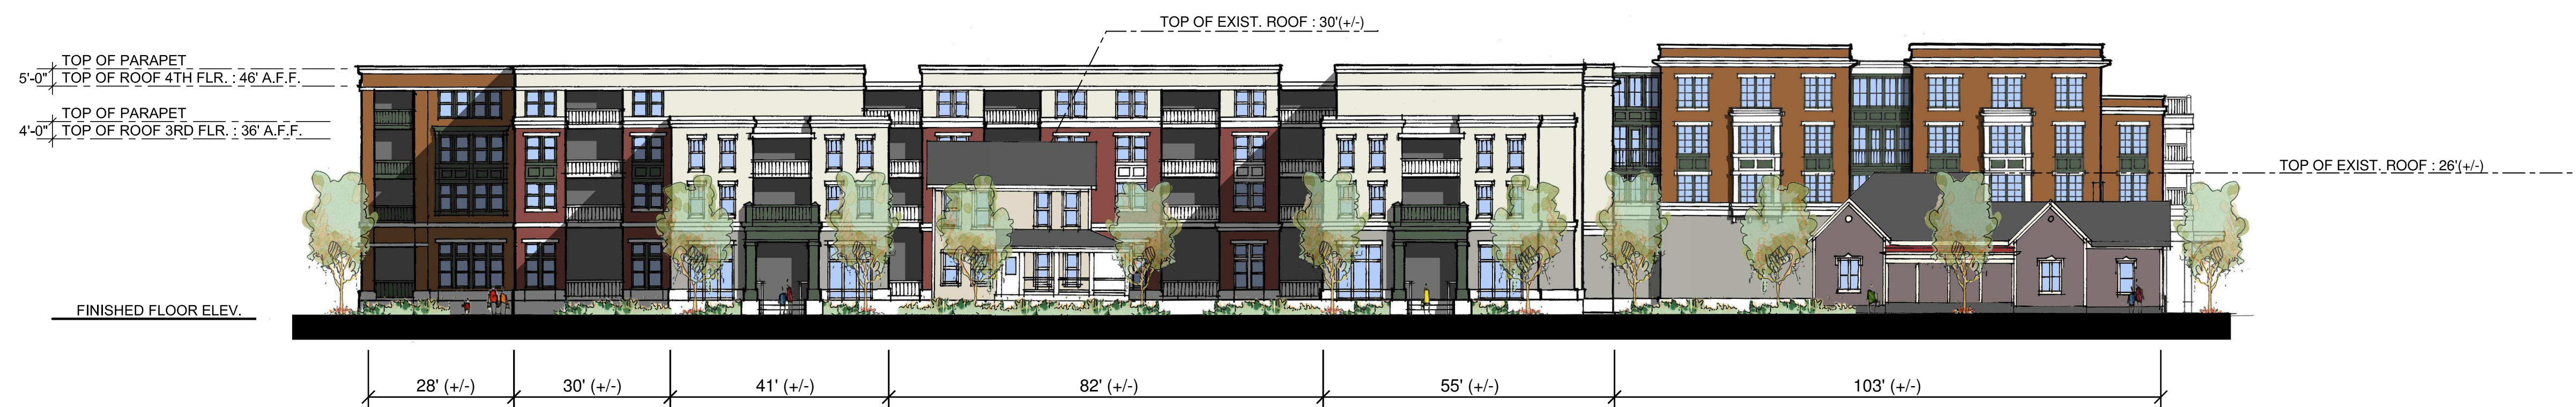 TOP OF EXIST. ROOF : 30'(+/-)
TOP OF PARAPET
5'-0" TOP OF ROOF 4TH FLR. : 46' A.F.F.
TOP OF PARAPET
4'-0" TOP OF ROOF 3RD FLR. : 36' A.F.F.
TOP OF EXIST. ROOF : 26'(+/-)
FINISHED FLOOR ELEV.
28' (+/-) 30' (+/-) 41' (+/-) 82' (+/-) 55' (+/-) 103' (+/-)